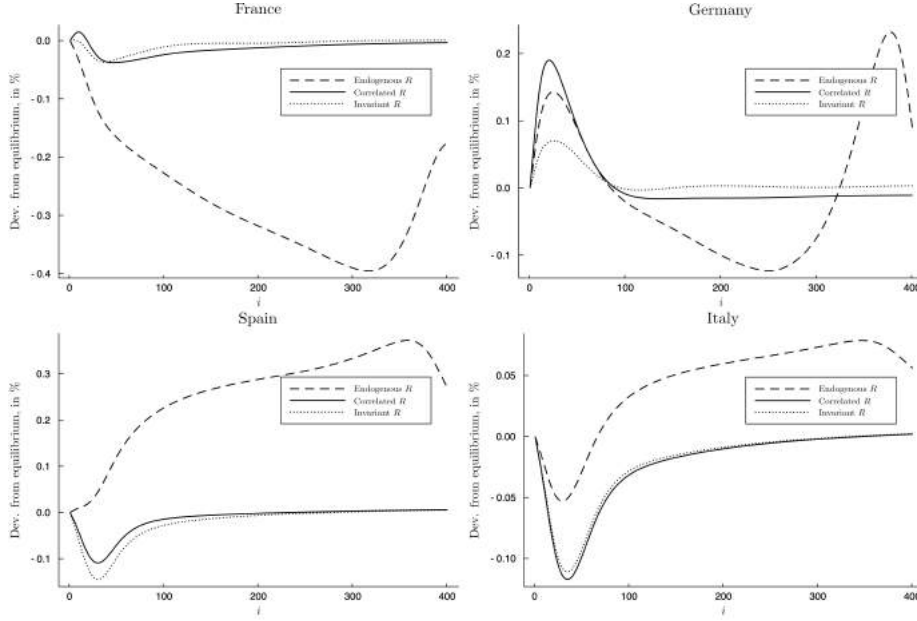 France
Dev. from equilibrium, in %
0.0
- 0.1
- 0.2
- 0.3
- 0.4
Endogenous R
Correlated R
Invariant R
0
100
200
300
400
i
Germany
Dev. from equilibrium, in %
0.2
0.1
0.0
- 0.1
Endogenous R
Correlated R
Invariant R
0
100
200
300
400
i
Spain
Dev. from equilibrium, in %
0.3
0.2
0.1
0.0
- 0.1
Endogenous R
Correlated R
Invariant R
0
100
200
300
400
i
Italy
Dev. from equilibrium, in %
0.05
0.00
- 0.05
- 0.10
Endogenous R
Correlated R
Invariant R
0
100
200
300
400
i